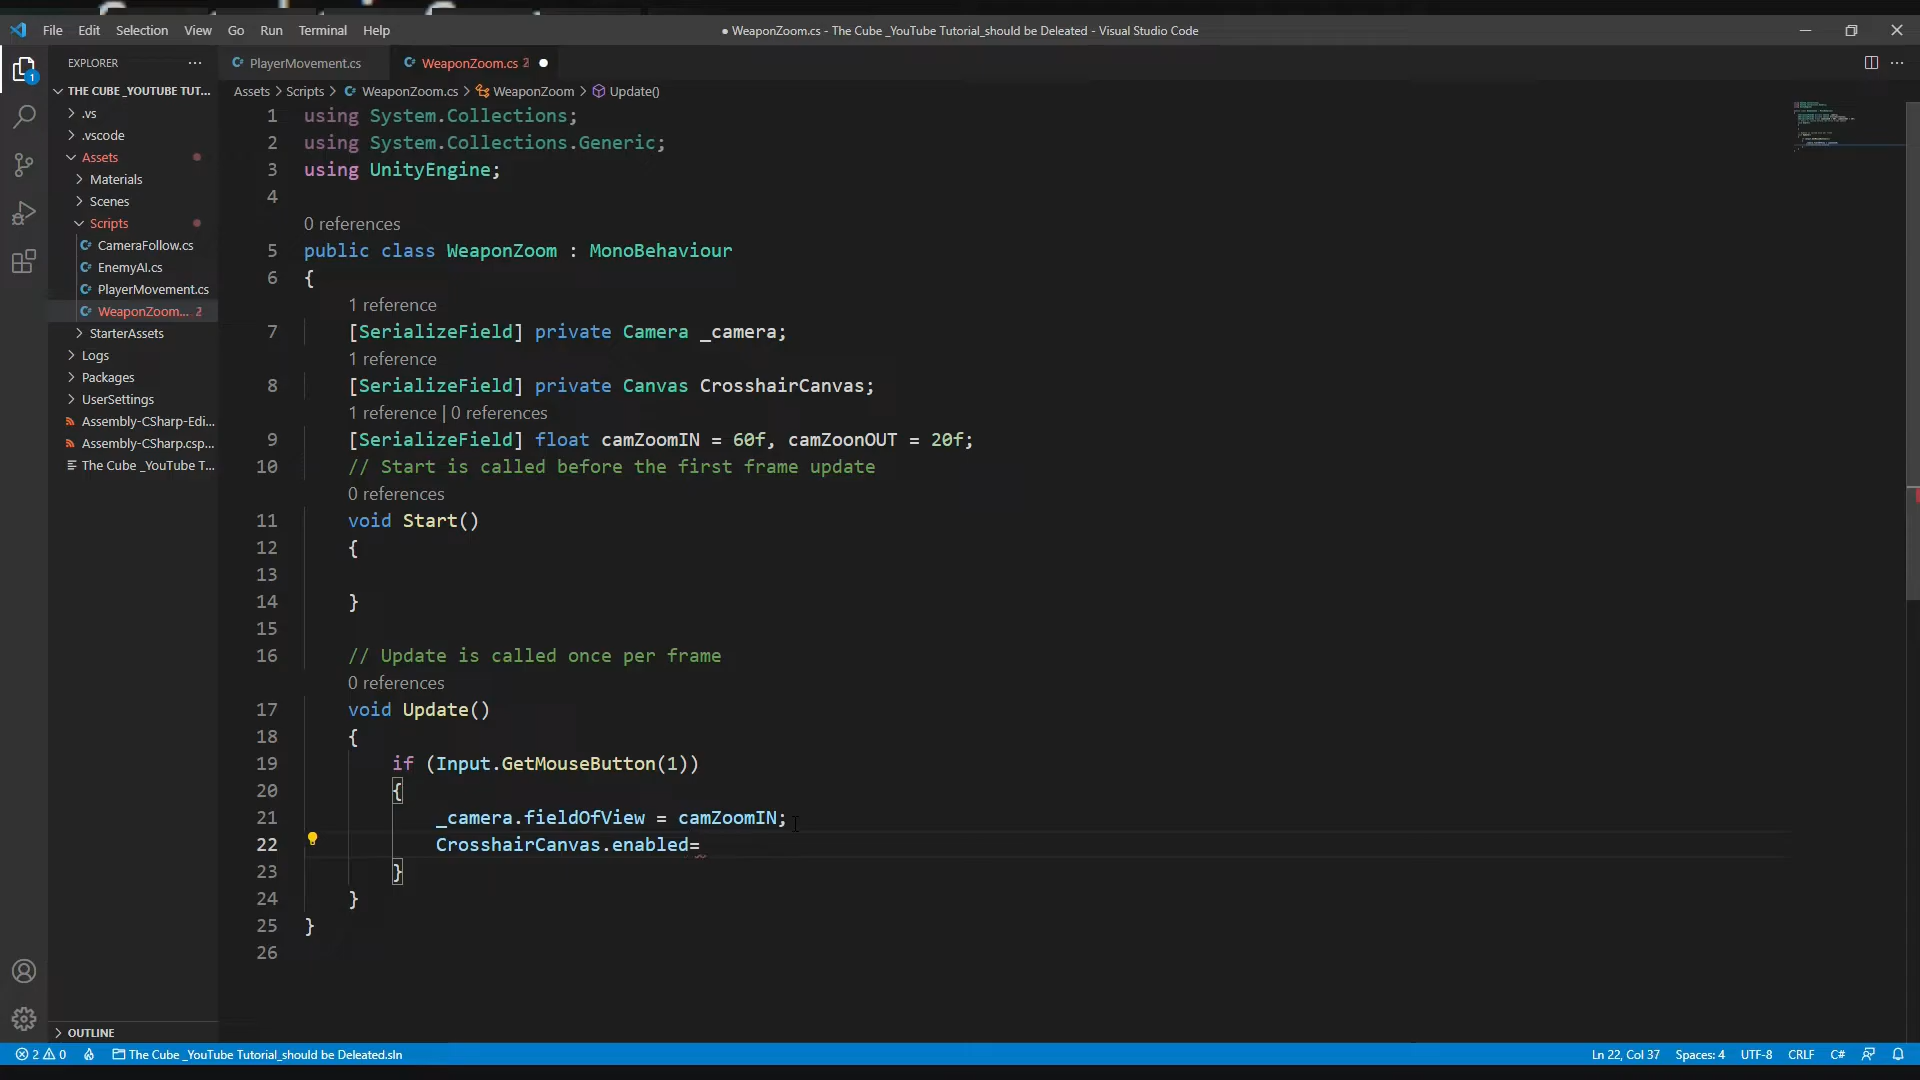 File Edit Selection View Go Run Terminal Help
● WeaponZoom.cs - The Cube _YouTube Tutorial_should be Deleated - Visual Studio Code
EXPLORER ···
PlayerMovement.cs
WeaponZoom.cs 2 ●
THE CUBE _YOUTUBE TUT...
.vs
.vscode
Assets
Materials
Scenes
Scripts
CameraFollow.cs
EnemyAI.cs
PlayerMovement.cs
WeaponZoom... 2
StarterAssets
Logs
Packages
UserSettings
Assembly-CSharp-Edi...
Assembly-CSharp.csp...
The Cube _YouTube T...
OUTLINE
1
Assets > Scripts > WeaponZoom.cs > WeaponZoom > Update()
1 using System.Collections;
2 using System.Collections.Generic;
3 using UnityEngine;
4
0 references
5 public class WeaponZoom : MonoBehaviour
6 {
1 reference
7 [SerializeField] private Camera _camera;
1 reference
8 [SerializeField] private Canvas CrosshairCanvas;
1 reference | 0 references
9 [SerializeField] float camZoomIN = 60f, camZoonOUT = 20f;
10 // Start is called before the first frame update
0 references
11 void Start()
12 {
13
14 }
15
16 // Update is called once per frame
0 references
17 void Update()
18 {
19 if (Input.GetMouseButton(1))
20 {
21 _camera.fieldOfView = camZoomIN;
22 CrosshairCanvas.enabled=
23 }
24 }
25 }
26
2 0 The Cube _YouTube Tutorial_should be Deleated.sln
Ln 22, Col 37 Spaces: 4 UTF-8 CRLF C#